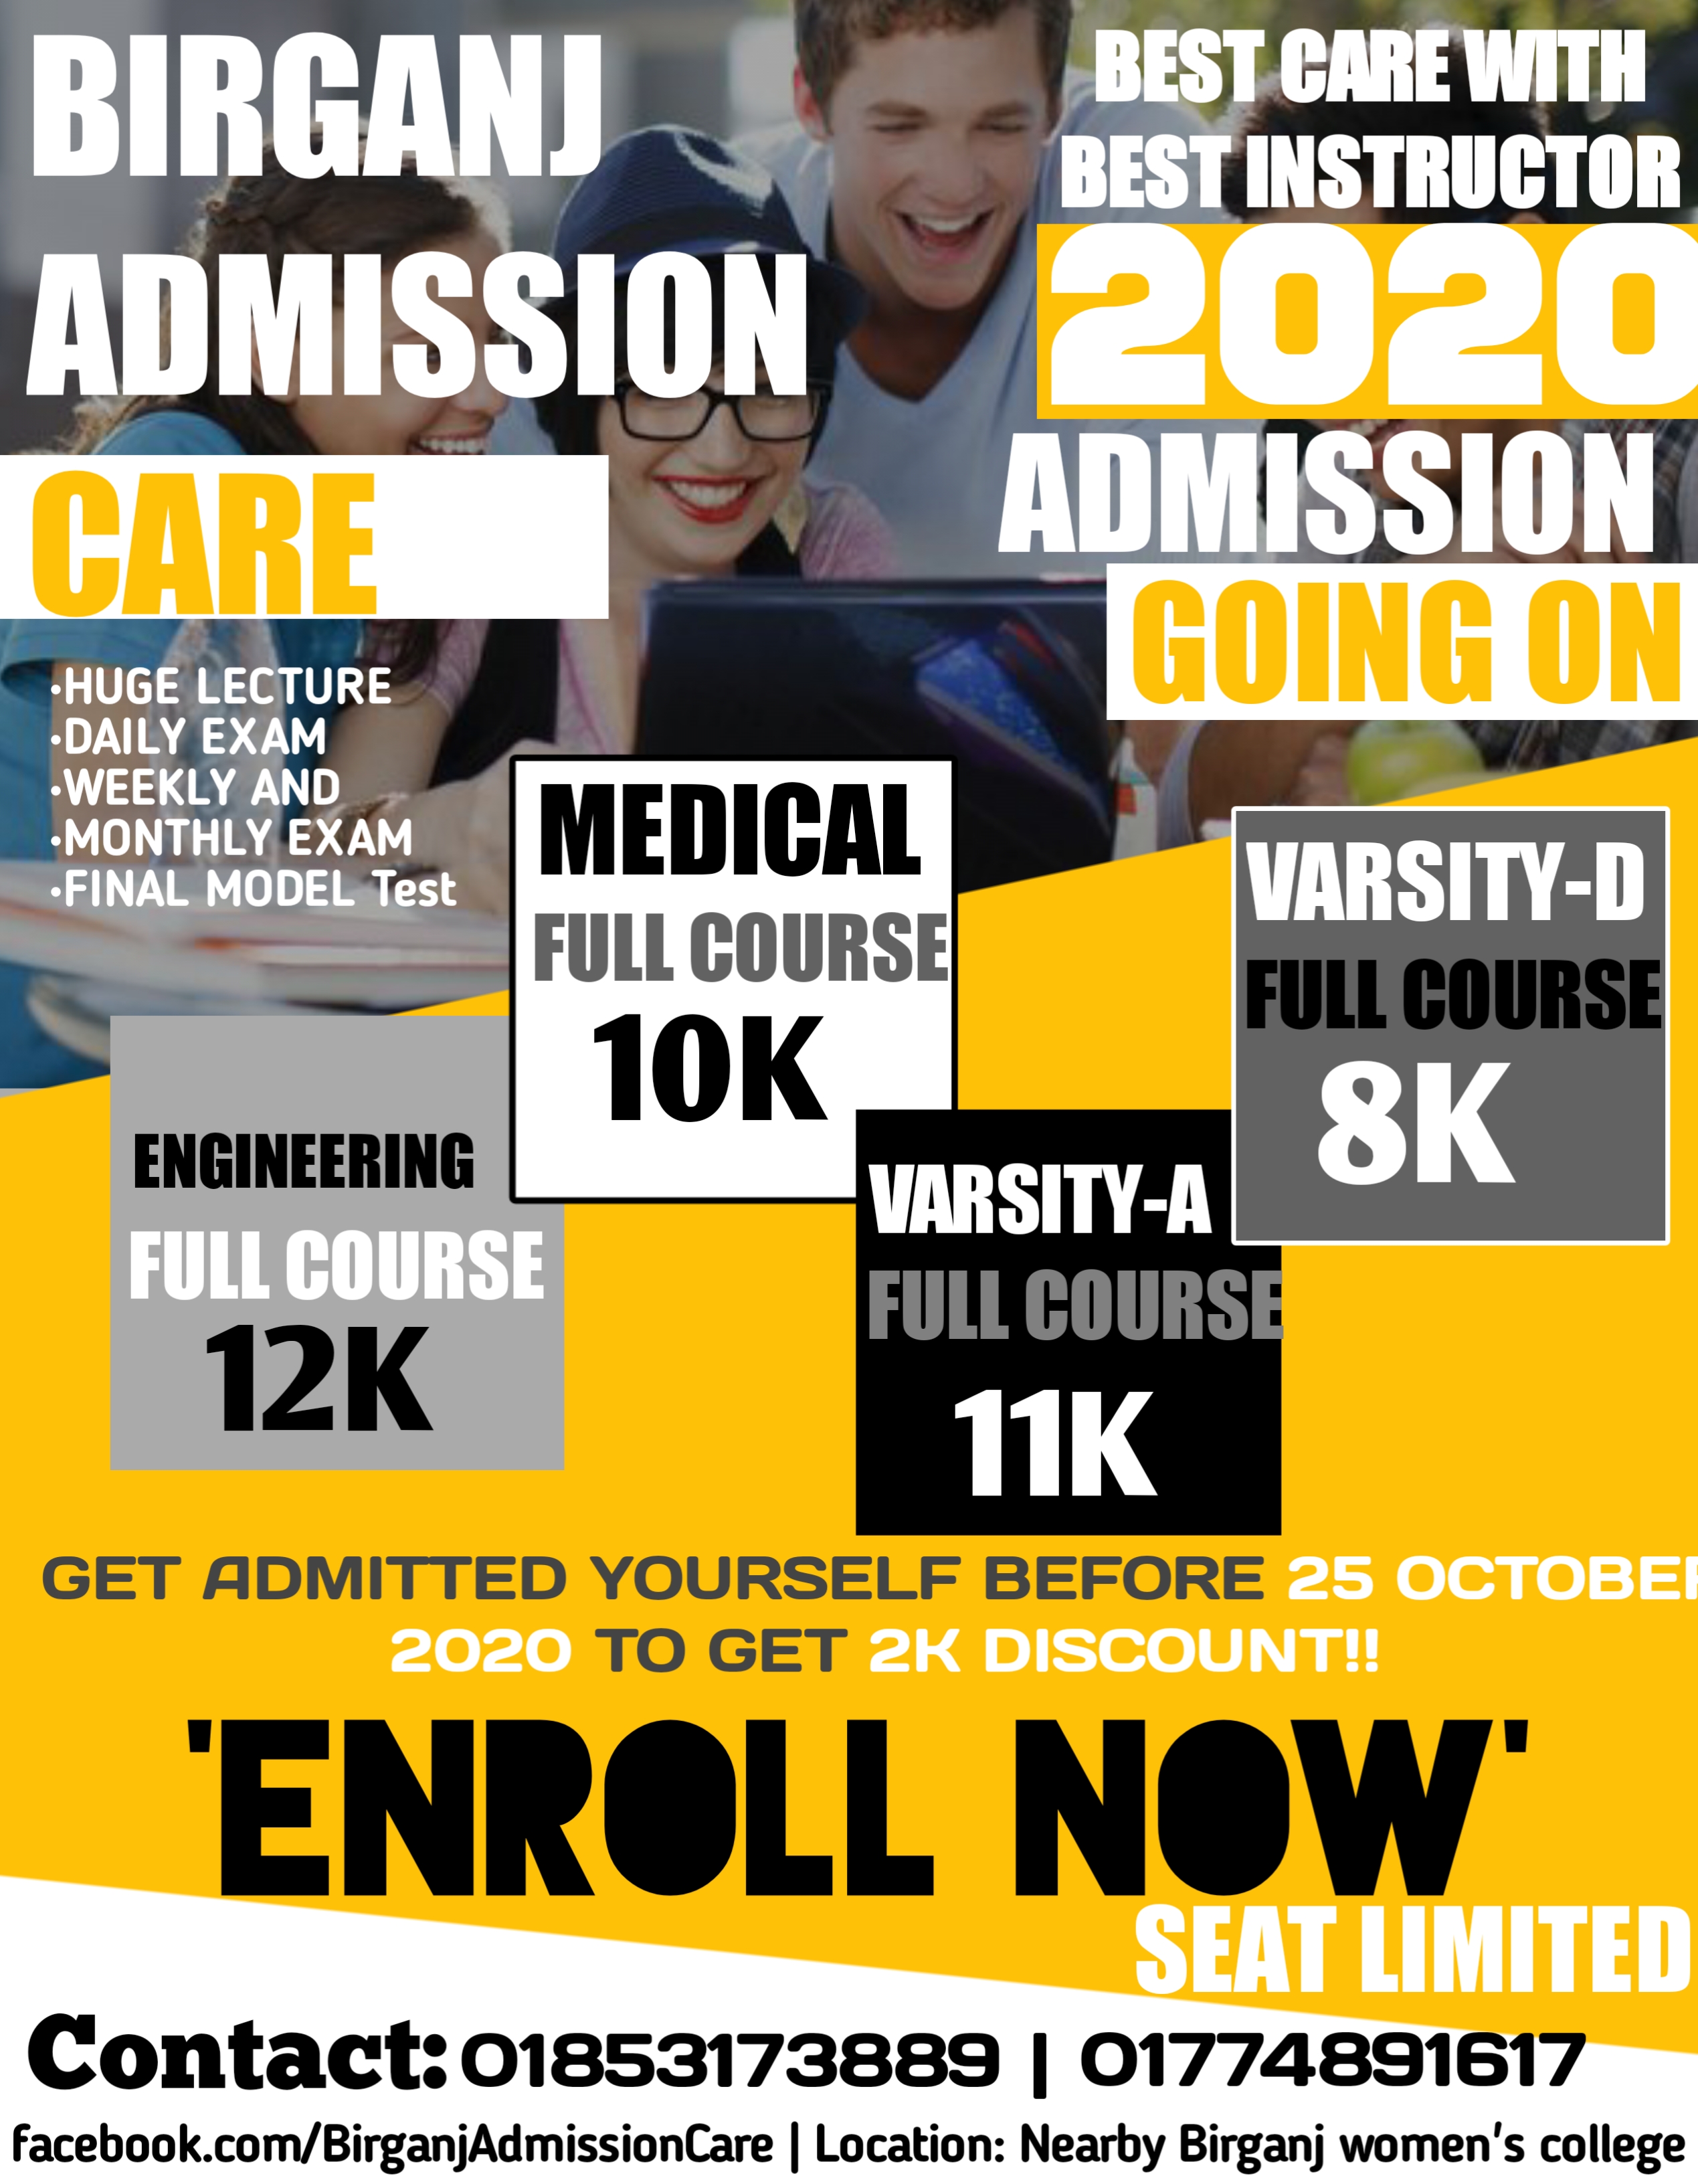 BIRGANJ
ADMISSION
CARE
BEST CARE WITH
BEST INSTRUCTOR
2020
ADMISSION
GOING ON
•HUGE LECTURE
•DAILY EXAM
•WEEKLY AND
•MONTHLY EXAM
•FINAL MODEL Test
MEDICAL
FULL COURSE
10K
VARSITY-D
FULL COURSE
8K
ENGINEERING
FULL COURSE
12K
VARSITY-A
FULL COURSE
11K
GET ADMITTED YOURSELF BEFORE 25 OCTOBER
2020 TO GET 2K DISCOUNT!!
'ENROLL NOW'
SEAT LIMITED
Contact: 01853173889 | 01774891617
facebook.com/BirganjAdmissionCare | Location: Nearby Birganj women's college